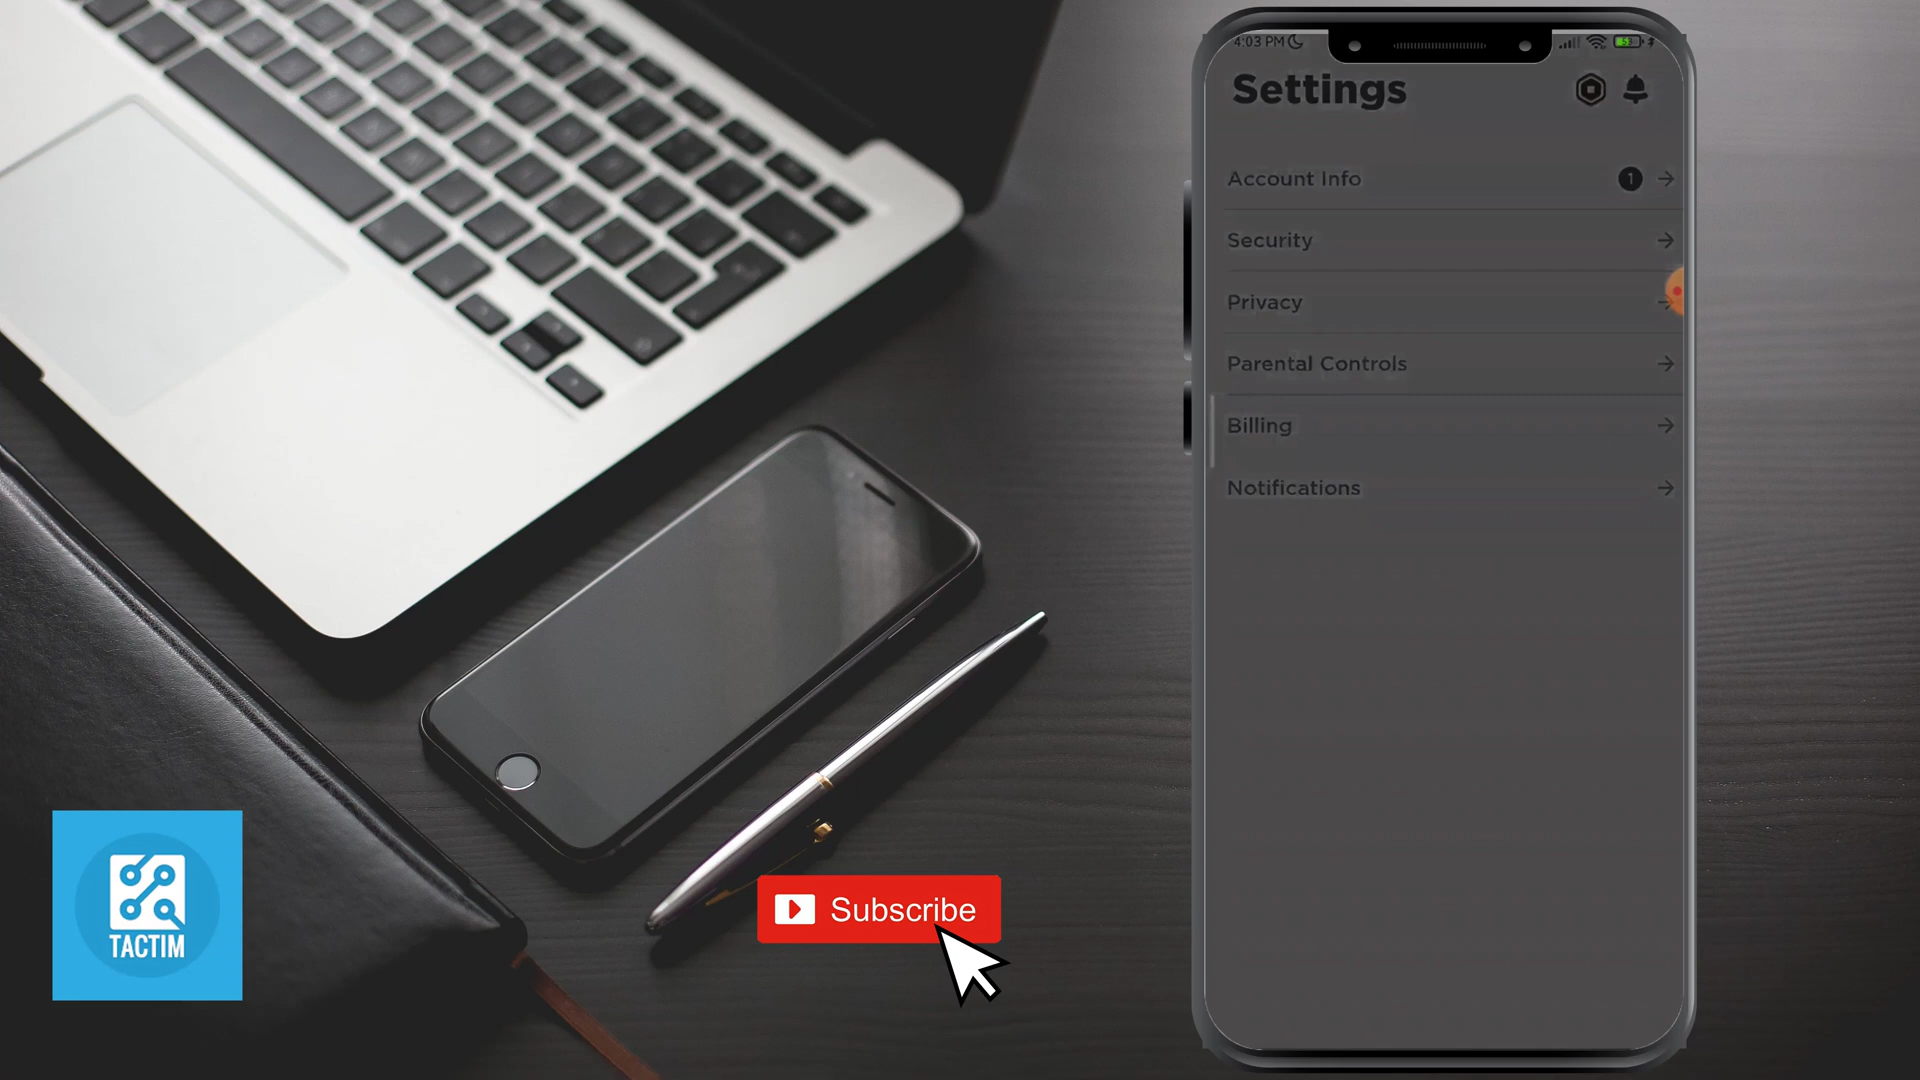 4:03 PM
Settings
Account Info
1
Security
Privacy
Parental Controls
Billing
Notifications
Subscribe
TACTIM